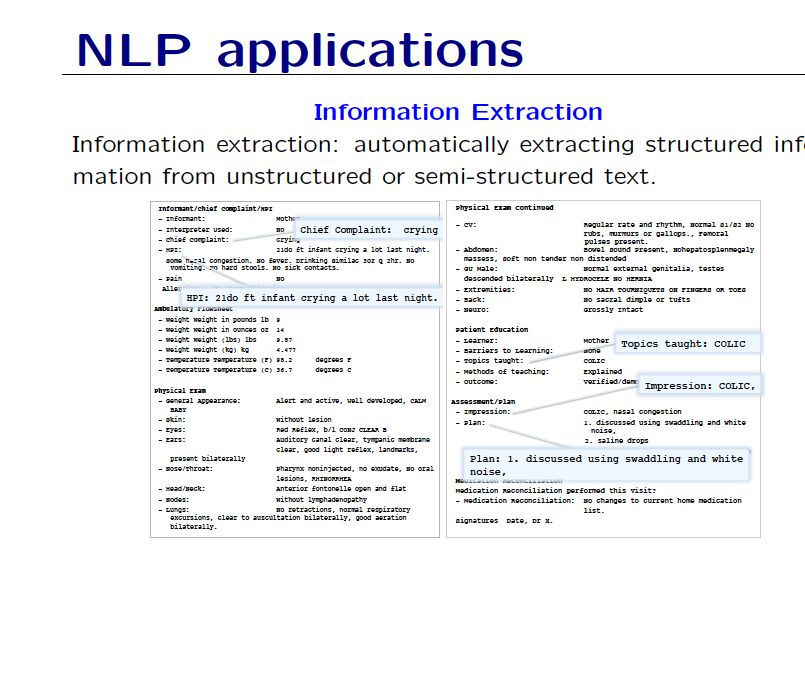 NLP applications
Information Extraction
Information extraction: automatically extracting structured info
mation from unstructured or semi-structured text.
Informant/Chief Complaint/HPI
- Informant: Mother
- Interpreter used: No
- Chief Complaint: Crying
Chief Complaint: crying
- HPI: 21do ft infant crying a lot last night.
Some nasal congestion. No fever. Drinking Similac 3oz q 2hr. No
vomiting. No hard stools. No sick contacts.
- Pain No
HPI: 21do ft infant crying a lot last night.
Ambulatory Flowsheet
- Weight Weight in pounds lb 9
- Weight Weight in ounces oz 14
- Weight Weight (lbs) lbs 9.87
- Weight Weight (kg) kg 4.477
- Temperature Temperature (F) 98.2 degrees F
- Temperature Temperature (C) 36.7 degrees C
Physical Exam
- General Appearance: Alert and active, well developed, CALM
BABY
- Skin: Without lesion
- Eyes: Red Reflex, b/l CONJ CLEAR B
- Ears: Auditory canal clear, tympanic membrane
clear, good light reflex, landmarks,
present bilaterally
- Nose/Throat: Pharynx noninjected, no exudate, No oral
lesions, RHINORRHEA
- Head/Neck: Anterior fontonelle open and flat
- Nodes: Without lymphadenopathy
- Lungs: No retractions, normal respiratory
excursions, clear to auscultation bilaterally, good aeration
bilaterally.
Physical Exam continued
- CV: Regular rate and rhythm, Normal S1/S2 No
rubs, murmurs or gallops., Femoral
pulses present.
- Abdomen: Bowel sound Present, Nohepatosplenmegaly
massess, soft non tender non distended
- GU Male: Normal external genitalia, testes
descended bilaterally L HYDROCELE NO HERNIA
- Extremities: NO HAIR TOURNIQUETS ON FINGERS OR TOES
- Back: No sacral dimple or tufts
- Neuro: Grossly Intact
Patient Education
- Learner: Mother
- Barriers to Learning: None
- Topics taught: COLIC
Topics taught: COLIC
- Methods of teaching: Explained
- Outcome:
Impression: COLIC,
Assessment/Plan
- Impression: COLIC, nasal congestion
- Plan: 1. discussed using swaddling and white
noise,
2. saline drops
Plan: 1. discussed using swaddling and white
noise,
Medication Reconciliation
Medication Reconciliation performed this visit?
- Medication Reconciliation: No changes to current home medication
list.
Signatures Date, Dr X.